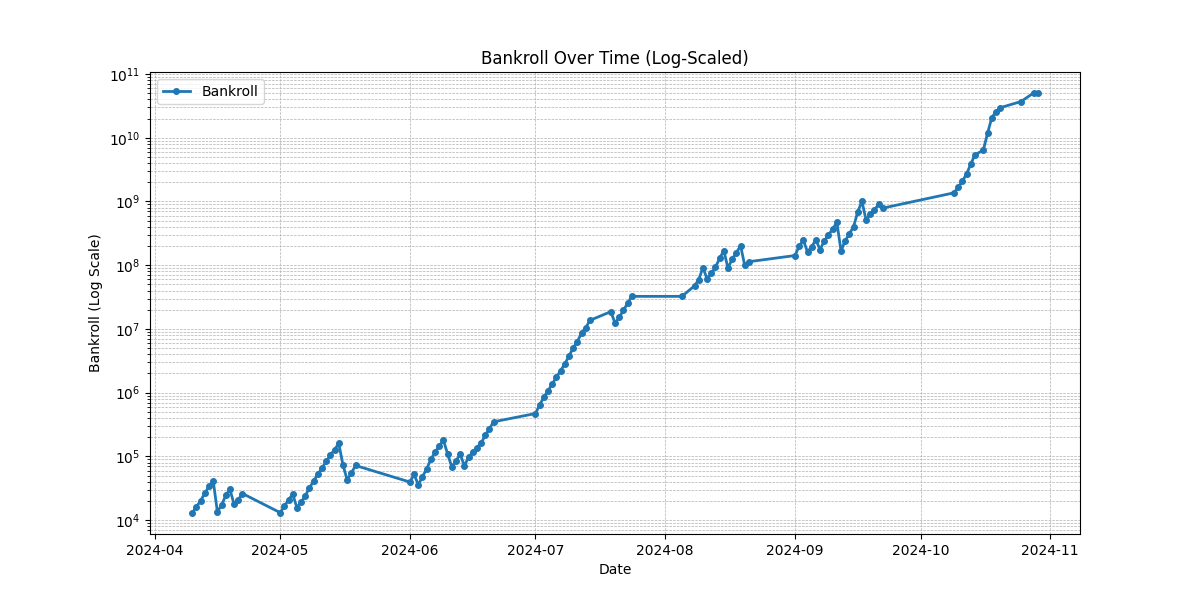 Bankroll Over Time (Log-Scaled)
Bankroll
10¹¹
10¹⁰
10⁹
10⁸
10⁷
10⁶
10⁵
10⁴
Bankroll (Log Scale)
2024-04 2024-05 2024-06 2024-07 2024-08 2024-09 2024-10 2024-11
Date